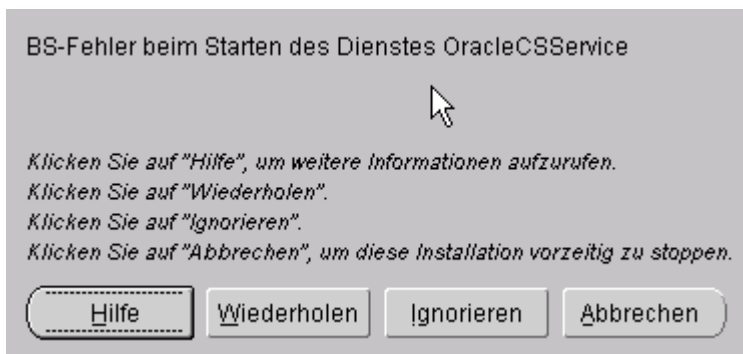 BS-Fehler beim Starten des Dienstes OracleCSService
Klicken Sie auf "Hilfe", um weitere Informationen aufzurufen.
Klicken Sie auf "Wiederholen".
Klicken Sie auf "Ignorieren".
Klicken Sie auf "Abbrechen", um diese Installation vorzeitig zu stoppen.
Hilfe Wiederholen Ignorieren Abbrechen